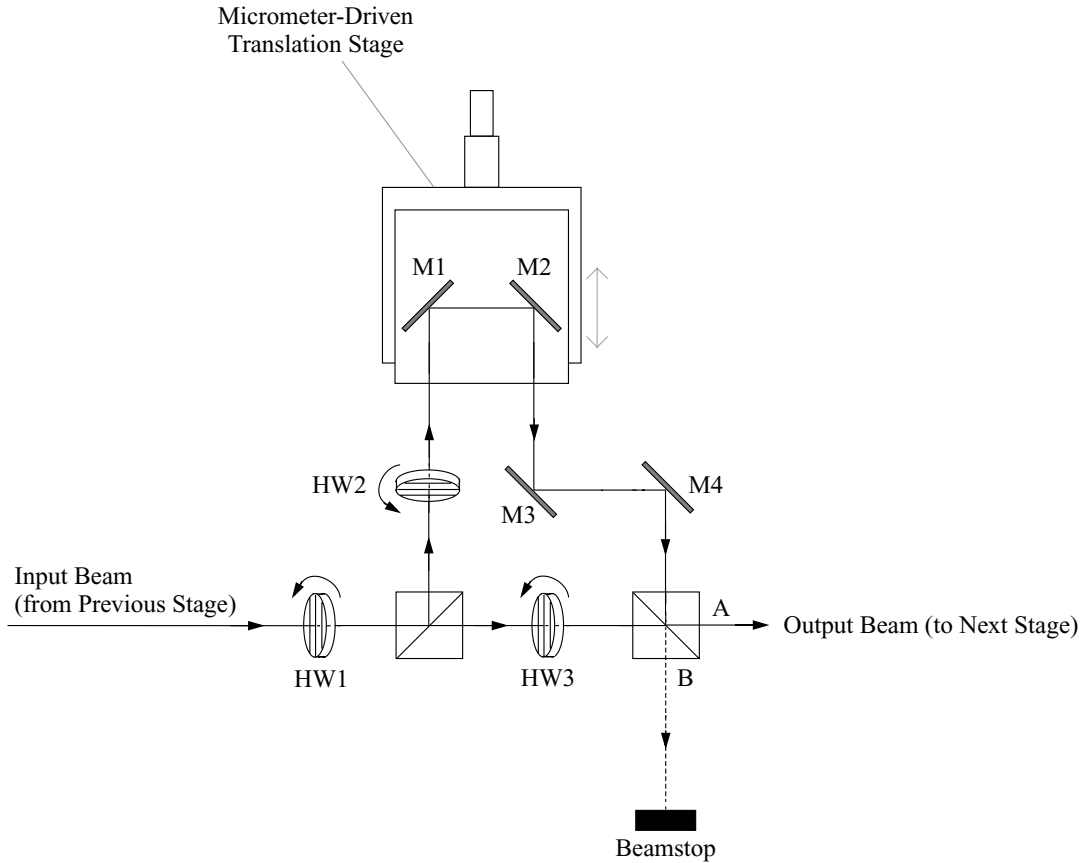 Micrometer-Driven
Translation Stage
M1
M2
HW2
M3
M4
Input Beam
(from Previous Stage)
HW1
HW3
A
B
Output Beam (to Next Stage)
Beamstop